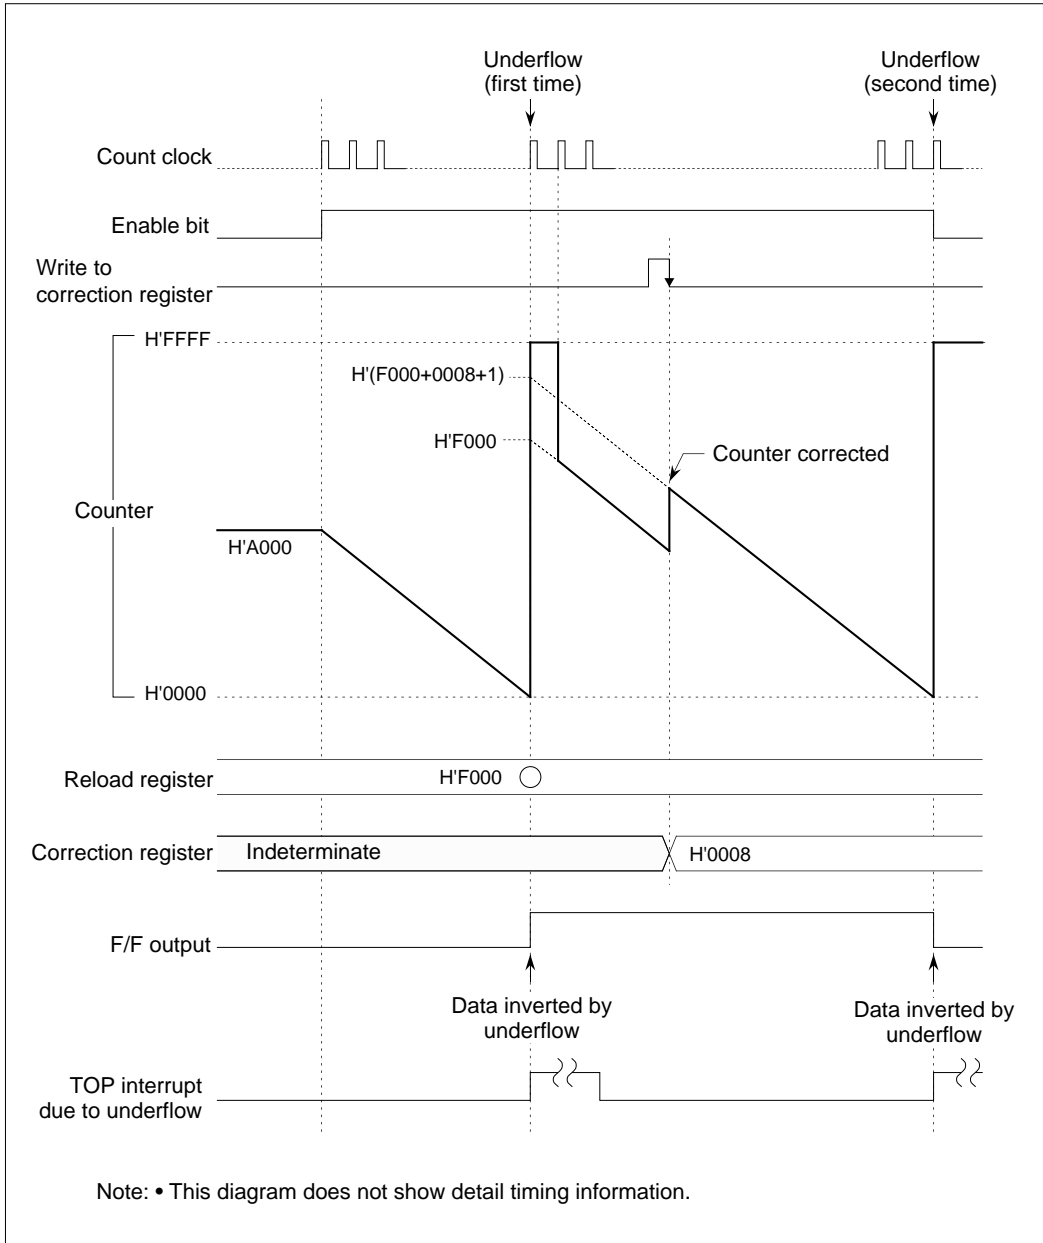 Underflow
(first time)
Underflow
(second time)
Count clock
Enable bit
Write to
correction register
H'FFFF
H'(F000+0008+1)
H'F000
Counter corrected
Counter
H'A000
H'0000
Reload register
H'F000
Correction register
Indeterminate
H'0008
F/F output
Data inverted by
underflow
Data inverted by
underflow
TOP interrupt
due to underflow
Note: • This diagram does not show detail timing information.